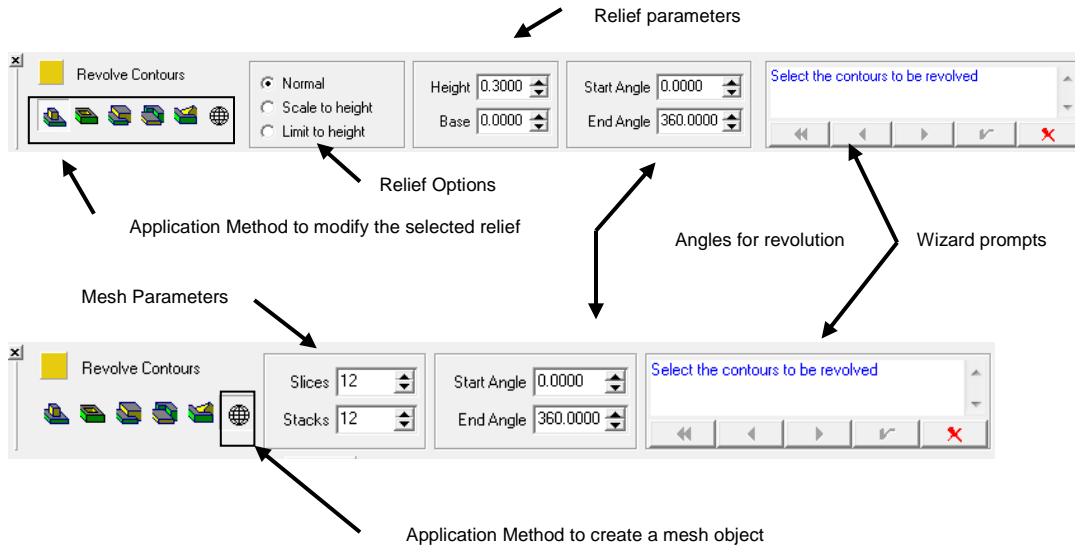 Relief parameters
Revolve Contours
Normal
Scale to height
Limit to height
Height 0.3000
Base 0.0000
Start Angle 0.0000
End Angle 360.0000
Select the contours to be revolved
Relief Options
Application Method to modify the selected relief
Angles for revolution
Wizard prompts
Mesh Parameters
Revolve Contours
Slices 12
Stacks 12
Start Angle 0.0000
End Angle 360.0000
Select the contours to be revolved
Application Method to create a mesh object